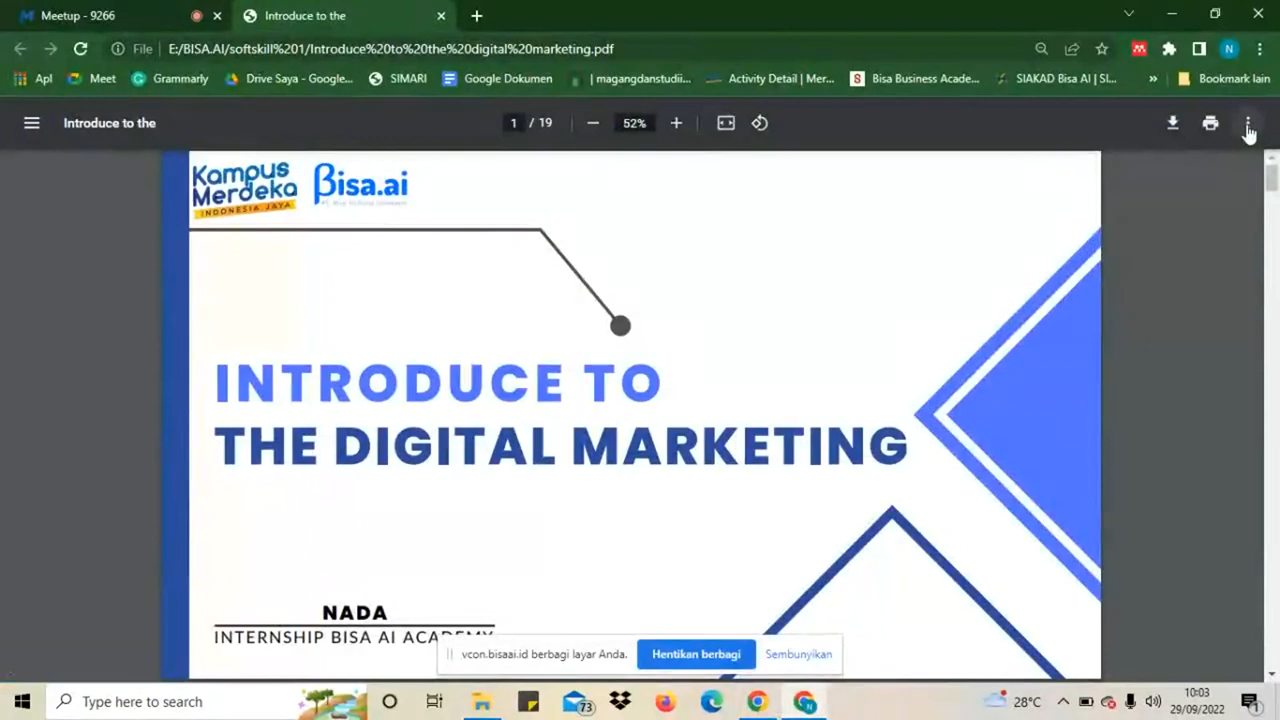 Meetup - 9266
Introduce to the
File
E:/BISA.AI/softskill%201/Introduce%20to%20the%20digital%20marketing.pdf
N
Apl
Meet
Grammarly
Drive Saya - Google...
SIMARI
Google Dokumen
| magangdanstudii...
Activity Detail | Mer...
Bisa Business Acade...
SIAKAD Bisa AI | SI...
»
Bookmark lain
Introduce to the
1 / 19
52%
Kampus
Merdeka
INDONESIA JAYA
Bisa.ai
INTRODUCE TO
THE DIGITAL MARKETING
NADA
INTERNSHIP BISA AI ACADEMY
vcon.bisaai.id berbagi layar Anda.
Hentikan berbagi
Sembunyikan
Type here to search
73
28°C
10:03
29/09/2022
1